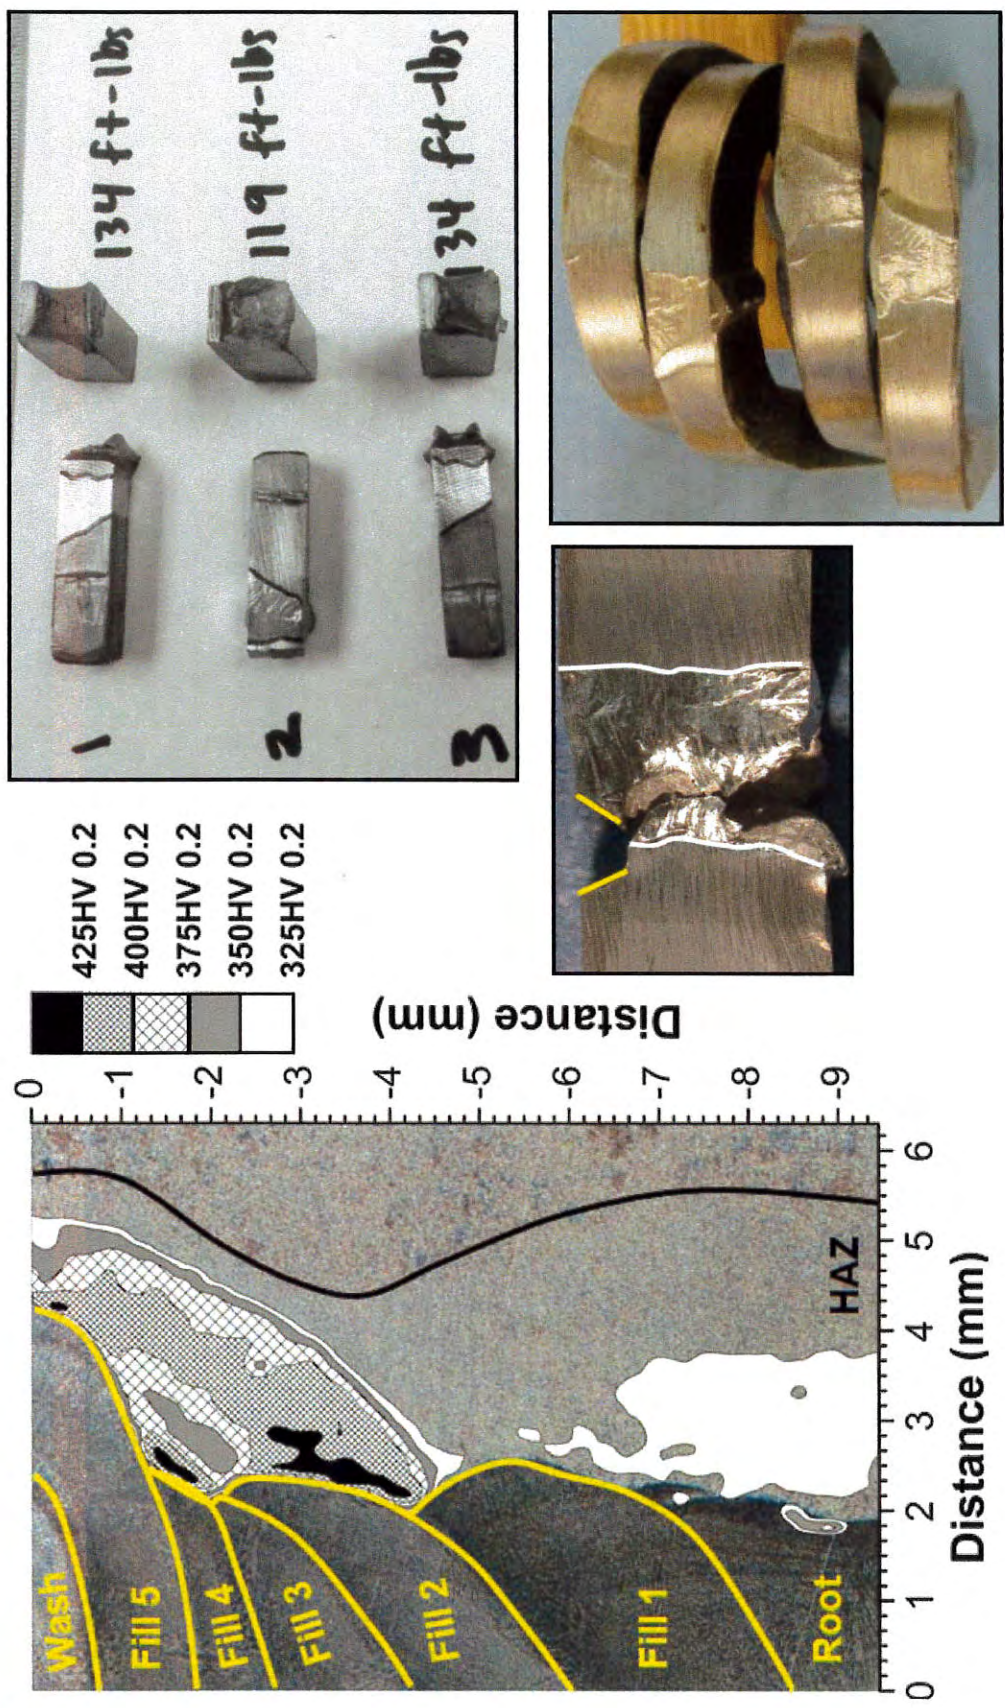 1
134 ft-lbs
2
119 ft-lbs
3
134 ft-lbs
425HV 0.2
400HV 0.2
375HV 0.2
350HV 0.2
325HV 0.2
Wash
Fill 5
Fill 4
Fill 3
Fill 2
Fill 1
Root
HAZ
0
-1
-2
-3
-4
-5
-6
-7
-8
-9
Distance (mm)
0 1 2 3 4 5 6
Distance (mm)